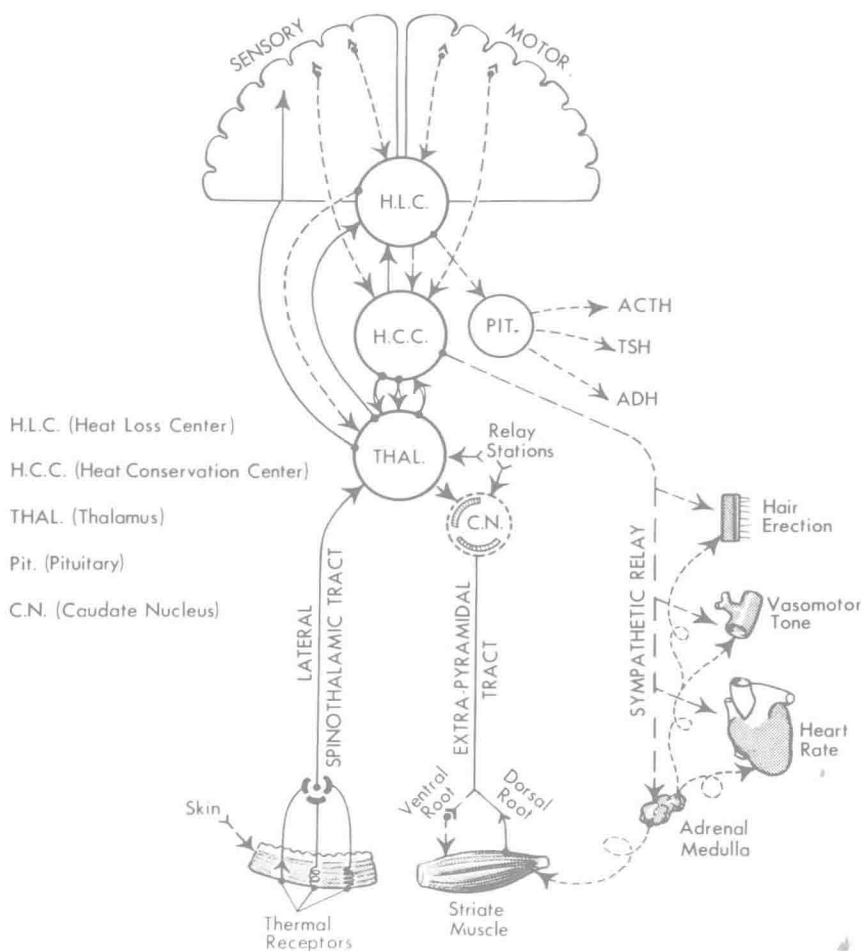 SENSORY
MOTOR
H.L.C.
H.C.C.
PIT.
ACTH
TSH
ADH
H.L.C. (Heat Loss Center)
H.C.C. (Heat Conservation Center)
THAL. (Thalamus)
Pit. (Pituitary)
C.N. (Caudate Nucleus)
THAL.
Relay
Stations
C.N.
LATERAL
SPINOTHALAMIC TRACT
EXTRA-PYRAMIDAL
TRACT
SYMPATHETIC RELAY
Hair
Erection
Vasomotor
Tone
Heart
Rate
Adrenal
Medulla
Ventral
Root
Dorsal
Root
Skin
Thermal
Receptors
Striate
Muscle